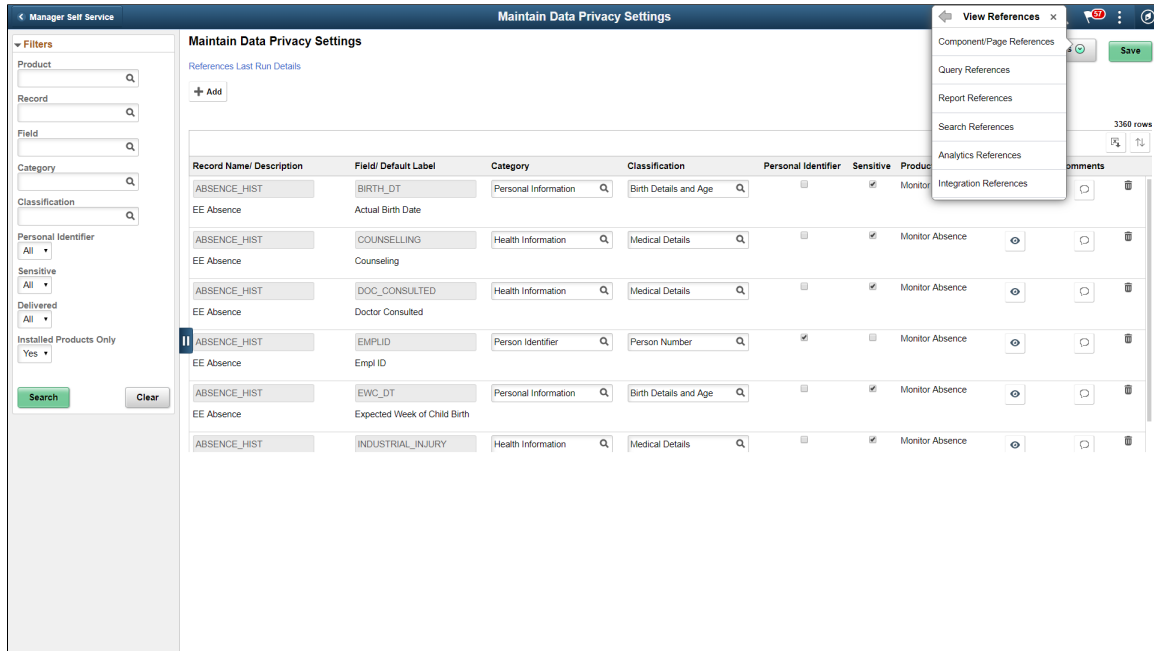 Manager Self Service
Maintain Data Privacy Settings
View References ×
57
Filters
Product
Record
Field
Category
Classification
Personal Identifier
All
Sensitive
All
Delivered
All
Installed Products Only
Yes
Search Clear
Maintain Data Privacy Settings
References Last Run Details
+ Add
Save
Component/Page References
Query References
Report References
Search References
Analytics References
Integration References
3360 rows
Record Name/ Description Field/ Default Label Category Classification Personal Identifier Sensitive
ABSENCE_HIST BIRTH_DT Personal Information Birth Details and Age Monitor
EE Absence Actual Birth Date
ABSENCE_HIST COUNSELLING Health Information Medical Details Monitor Absence
EE Absence Counseling
ABSENCE_HIST DOC_CONSULTED Health Information Medical Details Monitor Absence
EE Absence Doctor Consulted
ABSENCE_HIST EMPLID Person Identifier Person Number Monitor Absence
EE Absence Empl ID
ABSENCE_HIST EWC_DT Personal Information Birth Details and Age Monitor Absence
EE Absence Expected Week of Child Birth
ABSENCE_HIST INDUSTRIAL_INJURY Health Information Medical Details Monitor Absence